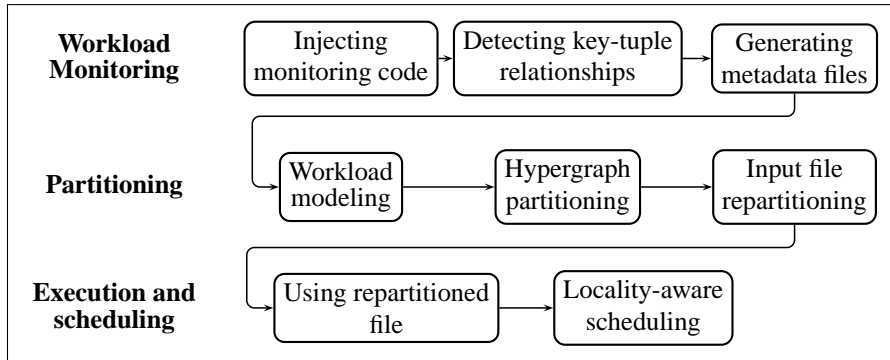 Workload
Monitoring
Injecting
monitoring code
Detecting key-tuple
relationships
Generating
metadata files
Partitioning
Workload
modeling
Hypergraph
partitioning
Input file
repartitioning
Execution and
scheduling
Using repartitioned
file
Locality-aware
scheduling